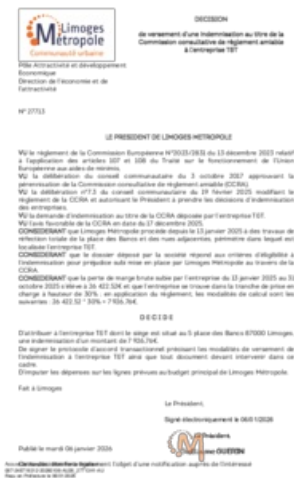 Limoges
Métropole
Communauté urbaine
DECISION
de versement d'une indemnisation au titre de la
Commission consultative de règlement amiable
à l'entreprise TBT
Pôle Attractivité et développement
Economique
Direction de l'économie et de
l'attractivité
N° 27713
LE PRESIDENT DE LIMOGES METROPOLE
VU le règlement de la Commission Européenne N°2023/2831 du 13 décembre 2023 relatif
à l'application des articles 107 et 108 du Traité sur le fonctionnement de l'Union
Européenne aux aides de minimis,
VU la délibération du conseil communautaire du 3 octobre 2017 approuvant la
pérennisation de la Commission consultative de règlement amiable (CCRA),
VU la délibération n°7.3 du conseil communautaire du 19 février 2025 modifiant le
règlement de la CCRA et autorisant le Président à prendre les décisions d'indemnisation
des entreprises,
VU la demande d'indemnisation au titre de la CCRA déposée par l'entreprise TBT,
VU l'avis favorable de la CCRA en date du 17 décembre 2025,
CONSIDERANT que Limoges Métropole procède depuis le 13 janvier 2025 à des travaux de
réfection totale de la place des Bancs et des rues adjacentes, périmètre dans lequel est
localisée l'entreprise TBT,
CONSIDERANT que le dossier déposé par la société répond aux critères d'éligibilité à
l'indemnisation pour préjudice subi mise en place par Limoges Métropole au travers de la
CCRA,
CONSIDERANT que la perte de marge brute subie par l'entreprise du 13 janvier 2025 au 31
octobre 2025 s'élève à 26 422,52€ et que l'entreprise se trouve dans la tranche de prise en
charge à hauteur de 30%, en application du règlement, les modalités de calcul sont les
suivantes : 26 422,52 * 30% = 7 926,76€,
DECIDE
D'attribuer à l'entreprise TBT dont le siège est situé au 5 place des Bancs 87000 Limoges,
une indemnisation d'un montant de 7 926,76€.
De signer le protocole d'accord transactionnel précisant les modalités de versement de
l'indemnisation à l'entreprise TBT ainsi que tout document devant intervenir dans ce
cadre.
D'imputer les dépenses sur les lignes prévues au budget principal de Limoges Métropole.
Fait à Limoges
Le Président,
Signé électroniquement le 06/01/2026
Président
GUERIN
Publié le mardi 06 janvier 2026
l'objet d'une notification auprès de l'intéressé